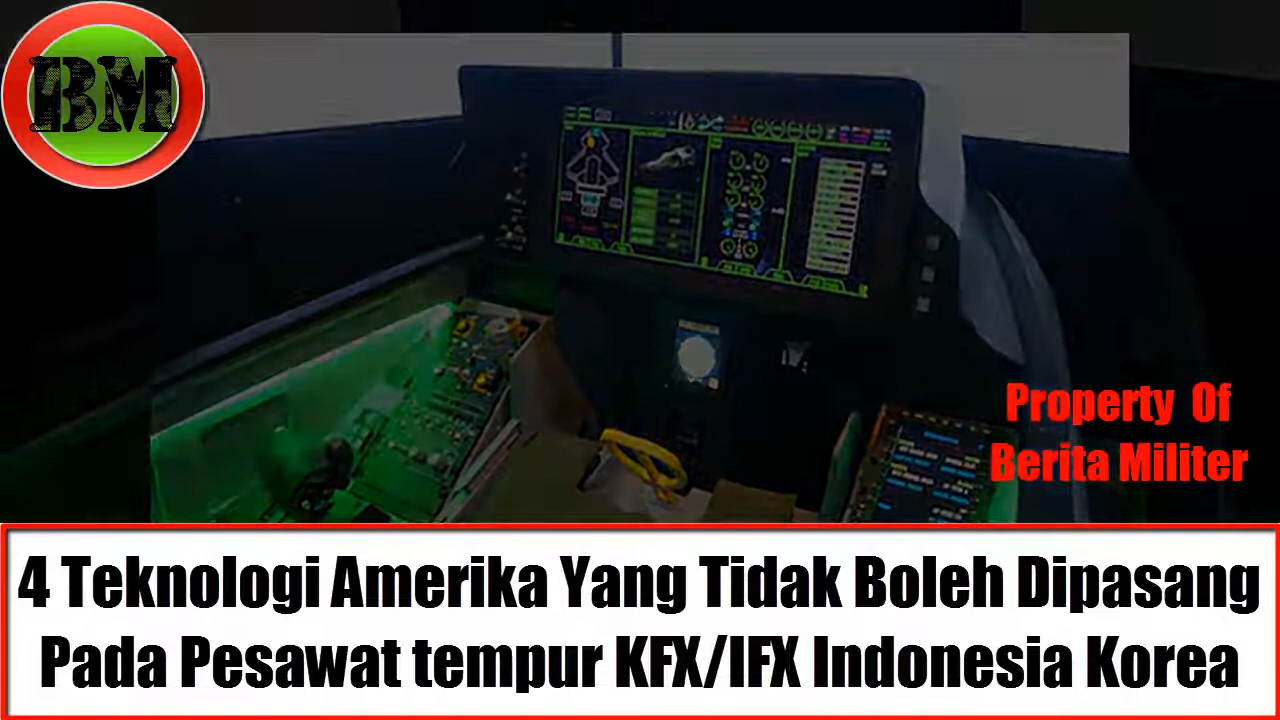 BM
Property Of
Berita Militer
4 Teknologi Amerika Yang Tidak Boleh Dipasang
Pada Pesawat tempur KFX/IFX Indonesia Korea